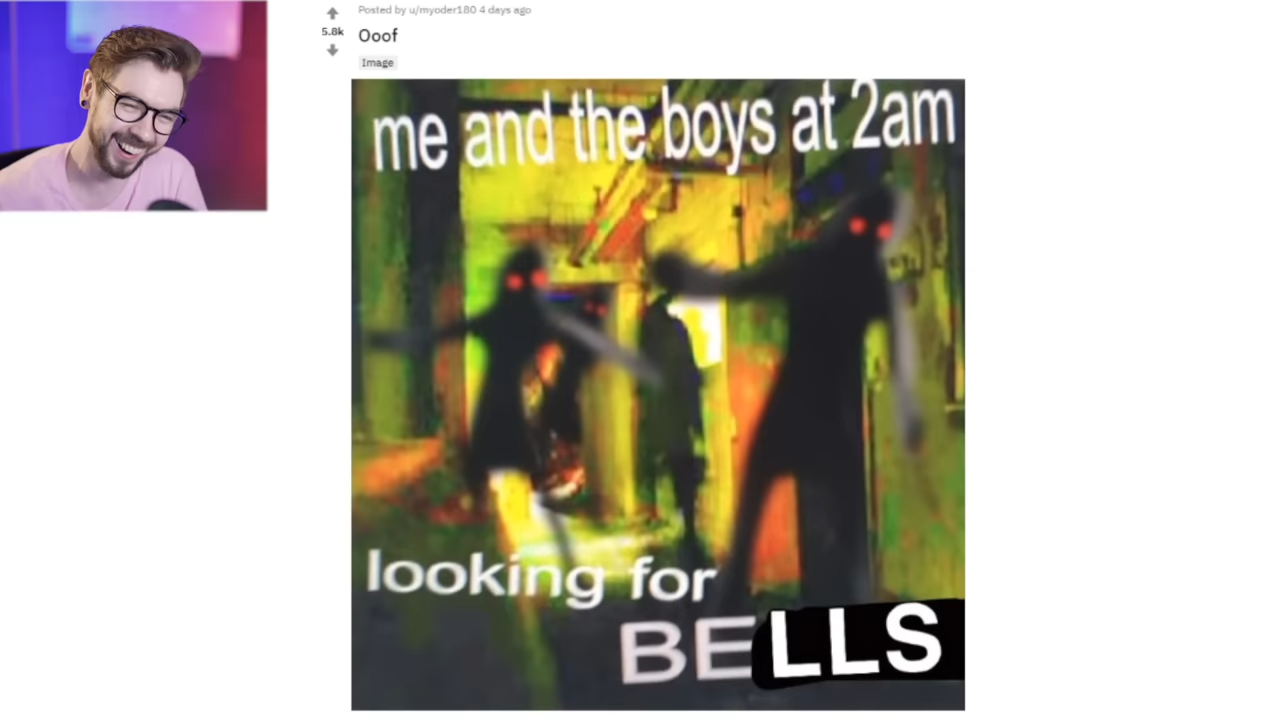 Posted by u/myoder180 4 days ago
5.8k
Ooof
Image
me and the boys at 2am
looking for
BELLS